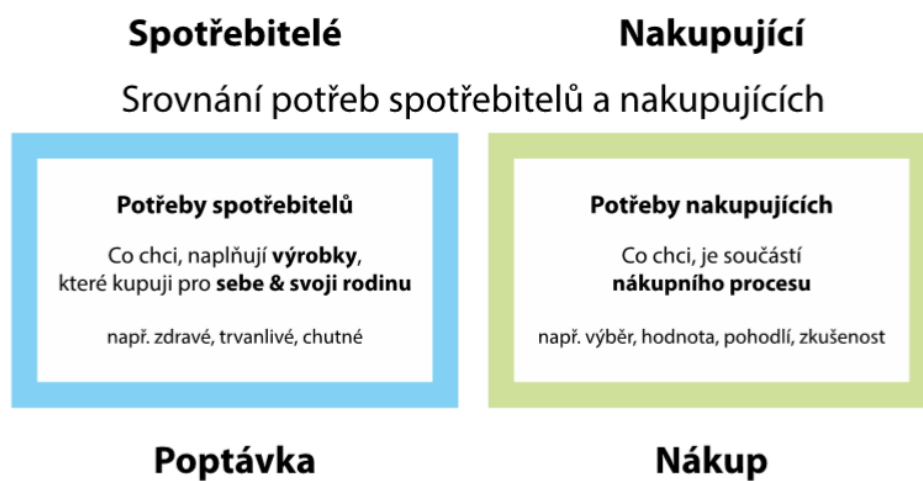 Spotřebitelé
Nakupující
Srovnání potřeb spotřebitelů a nakupujících
Potřeby spotřebitelů
Co chci, naplňují výrobky,
které kupuji pro sebe & svoji rodinu
např. zdravé, trvanlivé, chutné
Potřeby nakupujících
Co chci, je součástí
nákupního procesu
např. výběr, hodnota, pohodlí, zkušenost
Poptávka
Nákup